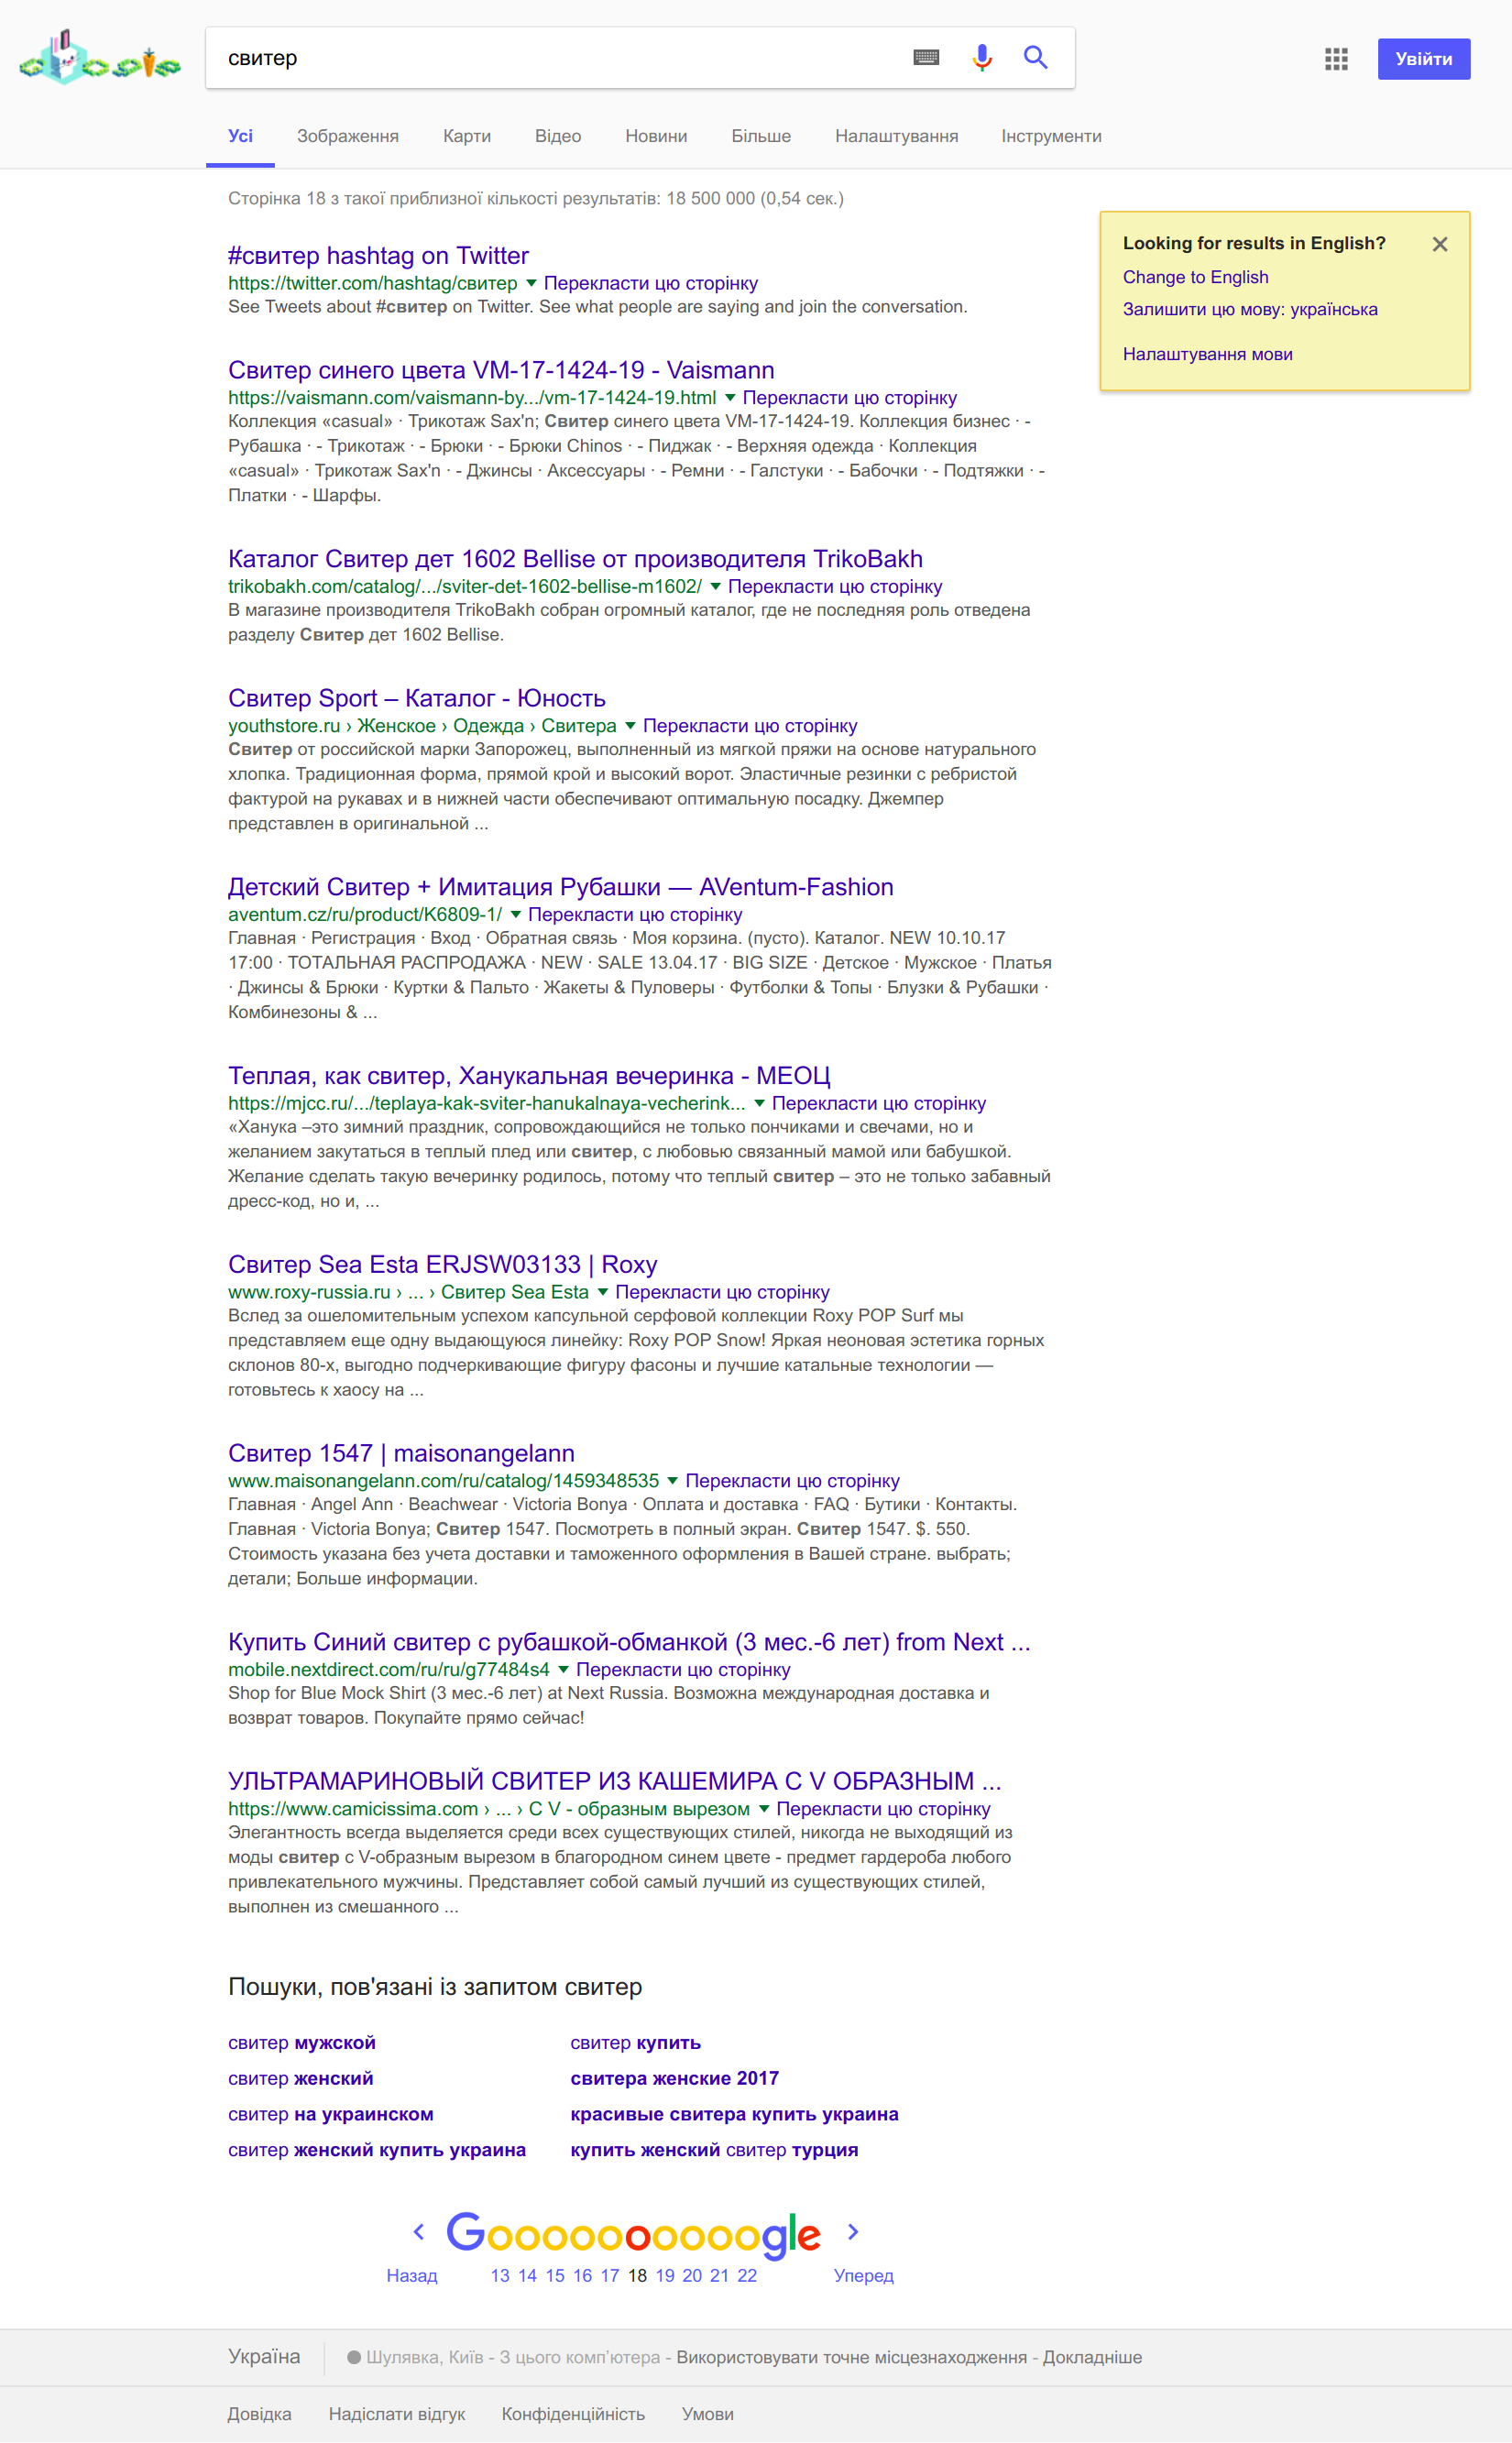 свитер
Увійти
Усі Зображення Карти Відео Новини Більше Налаштування Інструменти
Сторінка 18 з такої приблизної кількості результатів: 18 500 000 (0,54 сек.)
Looking for results in English?
Change to English
Залишити цю мову: українська
Налаштування мови
#свитер hashtag on Twitter
https://twitter.com/hashtag/свитер Перекласти цю сторінку
See Tweets about #свитер on Twitter. See what people are saying and join the conversation.
Свитер синего цвета VM-17-1424-19 - Vaismann
https://vaismann.com/vaismann-by.../vm-17-1424-19.html Перекласти цю сторінку
Коллекция «casual» · Трикотаж Sax'n; Свитер синего цвета VM-17-1424-19. Коллекция бизнес · -
Рубашка · - Трикотаж · - Брюки · - Брюки Chinos · - Пиджак · - Верхняя одежда · Коллекция
«casual» · Трикотаж Sax'n · - Джинсы · Аксессуары · - Ремни · - Галстуки · - Бабочки · - Подтяжки · -
Платки · - Шарфы.
Каталог Свитер дет 1602 Bellise от производителя TrikoBakh
trikobakh.com/catalog/.../sviter-det-1602-bellise-m1602/ Перекласти цю сторінку
В магазине производителя TrikoBakh собран огромный каталог, где не последняя роль отведена
разделу Свитер дет 1602 Bellise.
Свитер Sport – Каталог - Юность
youthstore.ru › Женское › Одежда › Свитера Перекласти цю сторінку
Свитер от российской марки Запорожец, выполненный из мягкой пряжи на основе натурального
хлопка. Традиционная форма, прямой крой и высокий ворот. Эластичные резинки с ребристой
фактурой на рукавах и в нижней части обеспечивают оптимальную посадку. Джемпер
представлен в оригинальной ...
Детский Свитер + Имитация Рубашки — AVentum-Fashion
aventum.cz/ru/product/K6809-1/ Перекласти цю сторінку
Главная · Регистрация · Вход · Обратная связь · Моя корзина. (пусто). Каталог. NEW 10.10.17
17:00 · ТОТАЛЬНАЯ РАСПРОДАЖА · NEW · SALE 13.04.17 · BIG SIZE · Детское · Мужское · Платья
· Джинсы & Брюки · Куртки & Пальто · Жакеты & Пуловеры · Футболки & Топы · Блузки & Рубашки ·
Комбинезоны & ...
Теплая, как свитер, Ханукальная вечеринка - МЕОЦ
https://mjcc.ru/.../teplaya-kak-sviter-hanukalnaya-vecherink... Перекласти цю сторінку
«Ханука –это зимний праздник, сопровождающийся не только пончиками и свечами, но и
желанием закутаться в теплый плед или свитер, с любовью связанный мамой или бабушкой.
Желание сделать такую вечеринку родилось, потому что теплый свитер – это не только забавный
дресс-код, но и, ...
Свитер Sea Esta ERJSW03133 | Roxy
www.roxy-russia.ru › ... › Свитер Sea Esta Перекласти цю сторінку
Вслед за ошеломительным успехом капсульной серфовой коллекции Roxy POP Surf мы
представляем еще одну выдающуюся линейку: Roxy POP Snow! Яркая неоновая эстетика горных
склонов 80-х, выгодно подчеркивающие фигуру фасоны и лучшие катальные технологии —
готовьтесь к хаосу на ...
Свитер 1547 | maisonangelann
www.maisonangelann.com/ru/catalog/1459348535 Перекласти цю сторінку
Главная · Angel Ann · Beachwear · Victoria Bonya · Оплата и доставка · FAQ · Бутики · Контакты.
Главная · Victoria Bonya; Свитер 1547. Посмотреть в полный экран. Свитер 1547. $. 550.
Стоимость указана без учета доставки и таможенного оформления в Вашей стране. выбрать;
детали; Больше информации.
Купить Синий свитер с рубашкой-обманкой (3 мес.-6 лет) from Next ...
mobile.nextdirect.com/ru/ru/g77484s4 Перекласти цю сторінку
Shop for Blue Mock Shirt (3 мес.-6 лет) at Next Russia. Возможна международная доставка и
возврат товаров. Покупайте прямо сейчас!
УЛЬТРАМАРИНОВЫЙ СВИТЕР ИЗ КАШЕМИРА С V ОБРАЗНЫМ ...
https://www.camicissima.com › ... › С V - образным вырезом Перекласти цю сторінку
Элегантность всегда выделяется среди всех существующих стилей, никогда не выходящий из
моды свитер с V-образным вырезом в благородном синем цвете - предмет гардероба любого
привлекательного мужчины. Представляет собой самый лучший из существующих стилей,
выполнен из смешанного ...
Пошуки, пов'язані із запитом свитер
свитер мужской свитер купить
свитер женский свитера женские 2017
свитер на украинском красивые свитера купить украина
свитер женский купить украина купить женский свитер турция
Goooooooooogle
Назад 13 14 15 16 17 18 19 20 21 22 Уперед
Україна Шулявка, Київ - З цього комп'ютера - Використовувати точне місцезнаходження - Докладніше
Довідка Надіслати відгук Конфіденційність Умови